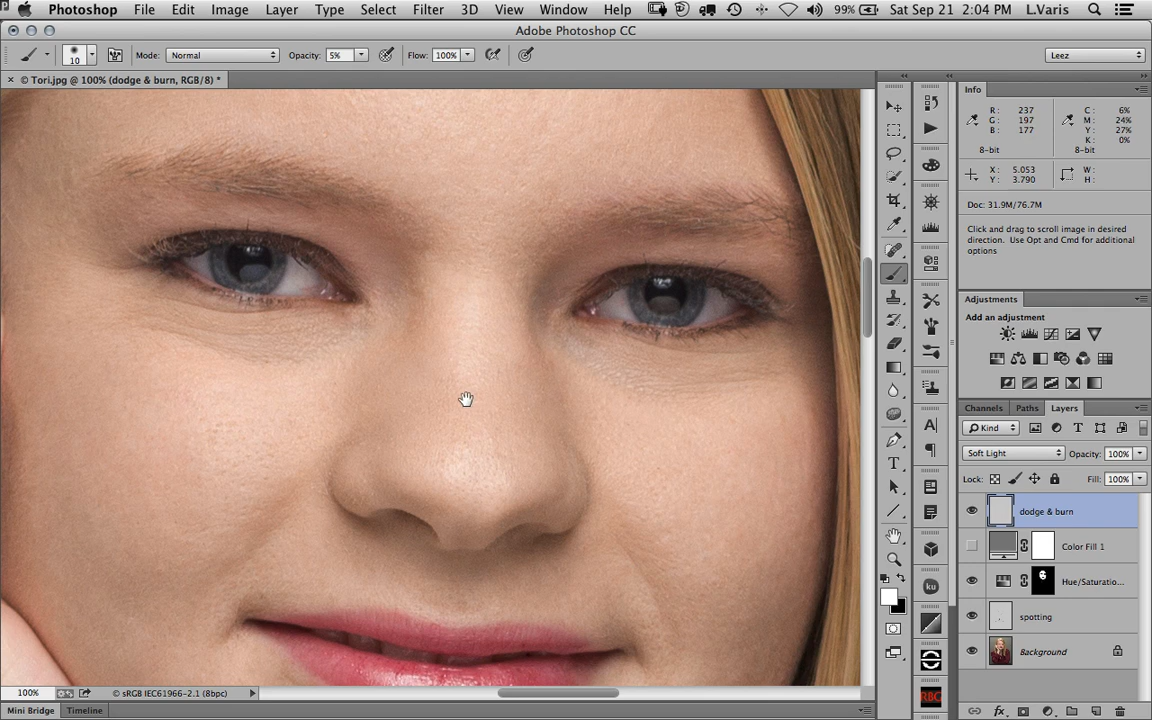 Photoshop File Edit Image Layer Type Select Filter 3D View Window Help 99% Sat Sep 21 2:04 PM L.Varis
Adobe Photoshop CC
10 Mode: Normal Opacity: 5% Flow: 100% Leez
× © Tori.jpg @ 100% (dodge & burn, RGB/8) *
Info
R: 237 C: 6%
G: 197 M: 24%
B: 177 Y: 27%
K: 0%
8-bit 8-bit
X: 5.053 W:
Y: 3.790 H:
Doc: 31.9M/76.7M
Click and drag to scroll image in desired
direction. Use Opt and Cmd for additional
options
Adjustments
Add an adjustment
Channels Paths Layers
Kind
Soft Light Opacity: 100%
Lock: Fill: 100%
dodge & burn
Color Fill 1
Hue/Saturatio...
spotting
Background
A
T
ku
RBG
fx
100% © sRGB IEC61966-2.1 (8bpc)
Mini Bridge Timeline